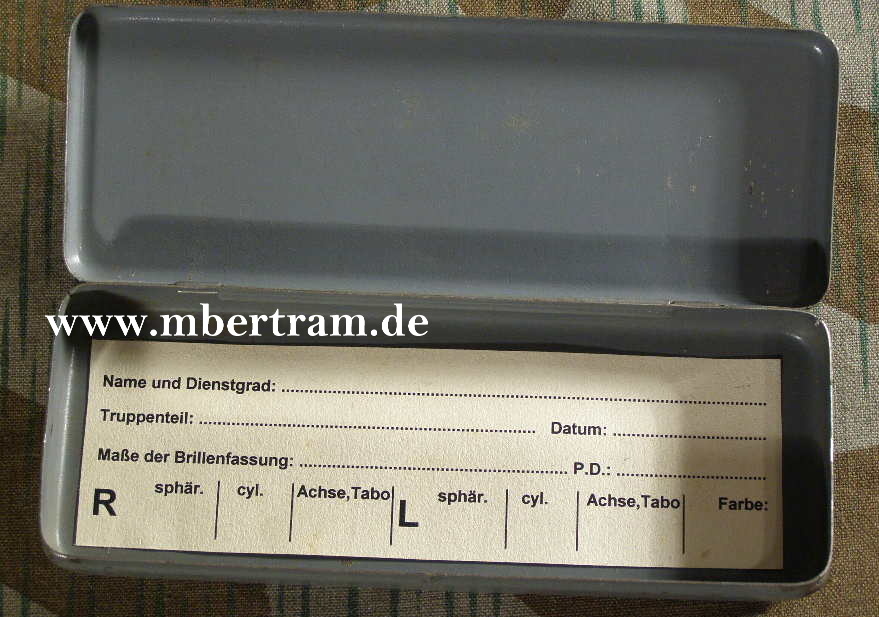 www.mbertram.de
Name und Dienstgrad: ........................................................................
Truppenteil: .................................................. Datum: .......................
Maße der Brillenfassung: ........................................ P.D.: ......................
R sphär. cyl. Achse,Tabo L sphär. cyl. Achse,Tabo Farbe: